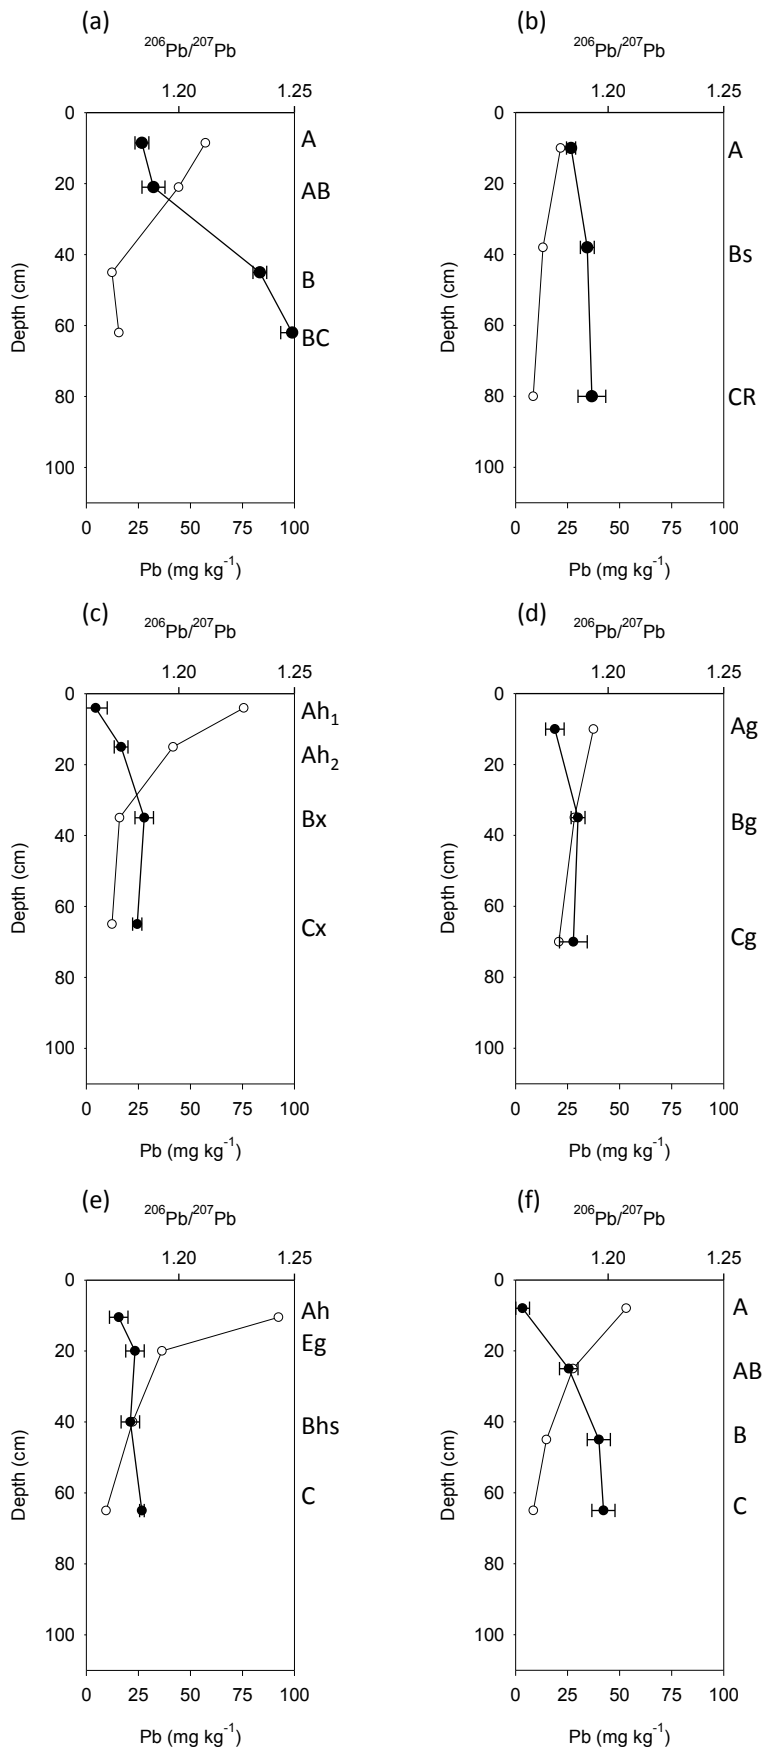 (a) (b)
²⁰⁶Pb/²⁰⁷Pb ²⁰⁶Pb/²⁰⁷Pb
1.20 1.25 1.20 1.25
0 A 0 A
20 AB 20
40 B 40 Bs
60 BC 60
80 80 CR
100 100
Depth (cm) Depth (cm)
0 25 50 75 100 0 25 50 75 100
Pb (mg kg⁻¹) Pb (mg kg⁻¹)
(c) (d)
²⁰⁶Pb/²⁰⁷Pb ²⁰⁶Pb/²⁰⁷Pb
1.20 1.25 1.20 1.25
0 Ah₁ 0 Ag
20 Ah₂ 20
40 Bx 40 Bg
60 Cx 60 Cg
80 80
100 100
Depth (cm) Depth (cm)
0 25 50 75 100 0 25 50 75 100
Pb (mg kg⁻¹) Pb (mg kg⁻¹)
(e) (f)
²⁰⁶Pb/²⁰⁷Pb ²⁰⁶Pb/²⁰⁷Pb
1.20 1.25 1.20 1.25
0 Ah 0 A
20 Eg 20 AB
40 Bhs 40 B
60 C 60 C
80 80
100 100
Depth (cm) Depth (cm)
0 25 50 75 100 0 25 50 75 100
Pb (mg kg⁻¹) Pb (mg kg⁻¹)